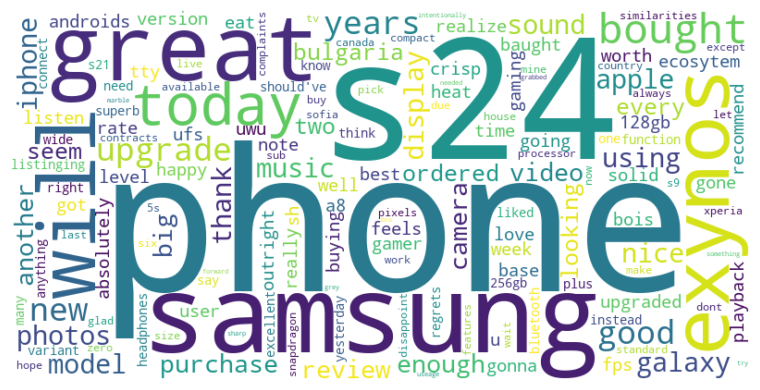 phone
s24
samsung
great
exynos
will
today
bought
upgrade
new
good
years
iphone
androids
version
eat
bulgaria
sound
realize
baught
similarities
connect
s21
live
tty
complaints
tv
canada
compact
intentionally
grabbed
needed
mine
worth
except
pick
country
always
apple
ecosytem
know
buy
crisp
heat
gaming
display
need
available
should've
marble
house
due
processor
let
listen
superb
contracts
sofia
two
every
128gb
wide
rate
ufs
uwu
think
time
going
using
function
one
recommend
seem
listinging
happy
note
sub
music
ordered
video
solid
now
s9
gone
another
right
level
thank
well
best
a8
bois
xperia
got
big
5s
pixels
liked
feels
gamer
camera
looking
love
week
nice
last
anything
absolutely
six
say
user
buying
reallysh
outright
work
base
256gb
plus
upgraded
dont
make
playback
something
photos
many
glad
forward
variant
zero
size
headphones
yesterday
excellent
snapdragon
regrets
disappoint
features
u
wait
bluetooth
instead
fps
standard
hope
model
purchase
grey
review
sharp
useage
enough
gonna
galaxy
try